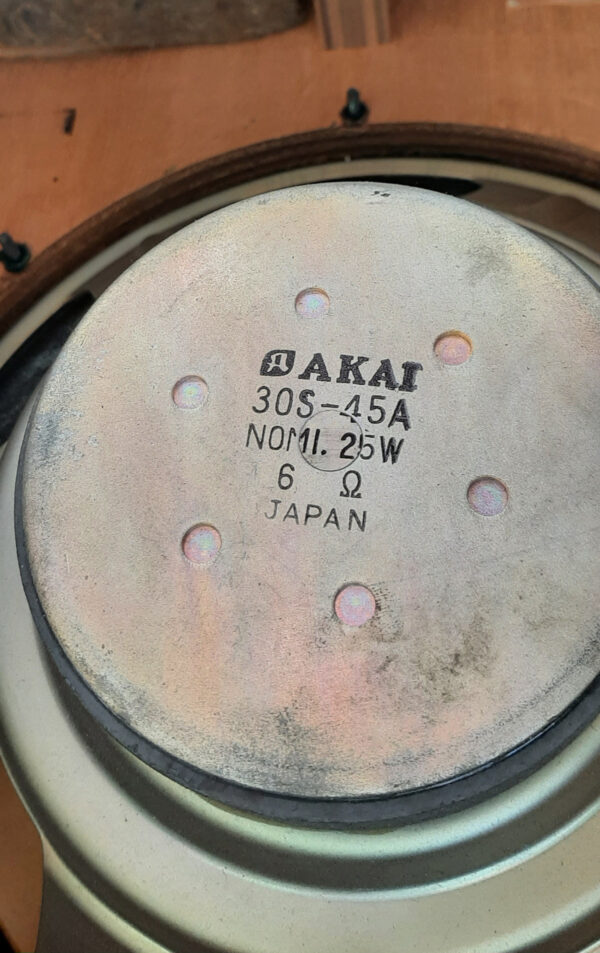 AKAI
30S-45A
NOMI. 25W
6 Ω
JAPAN